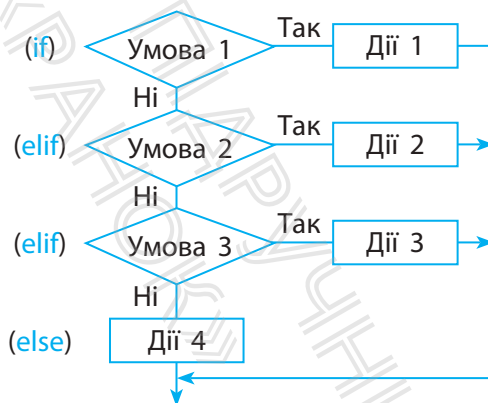 (if) Умова 1 Так Дії 1
Ні
(elif) Умова 2 Так Дії 2
Ні
(elif) Умова 3 Так Дії 3
Ні
(else) Дії 4